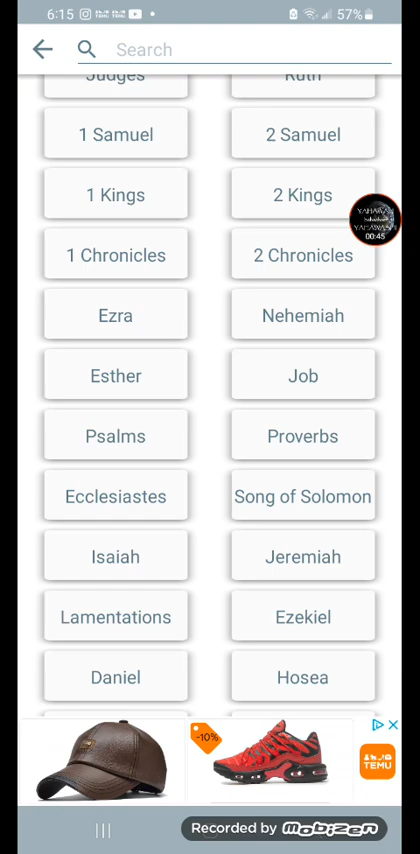 6:15 57%
Search
Judges Ruth
1 Samuel 2 Samuel
1 Kings 2 Kings
YAHAWAH
YAHAWASHI
00:45
1 Chronicles 2 Chronicles
Ezra Nehemiah
Esther Job
Psalms Proverbs
Ecclesiastes Song of Solomon
Isaiah Jeremiah
Lamentations Ezekiel
Daniel Hosea
-10%
TEMU
Recorded by mobizen